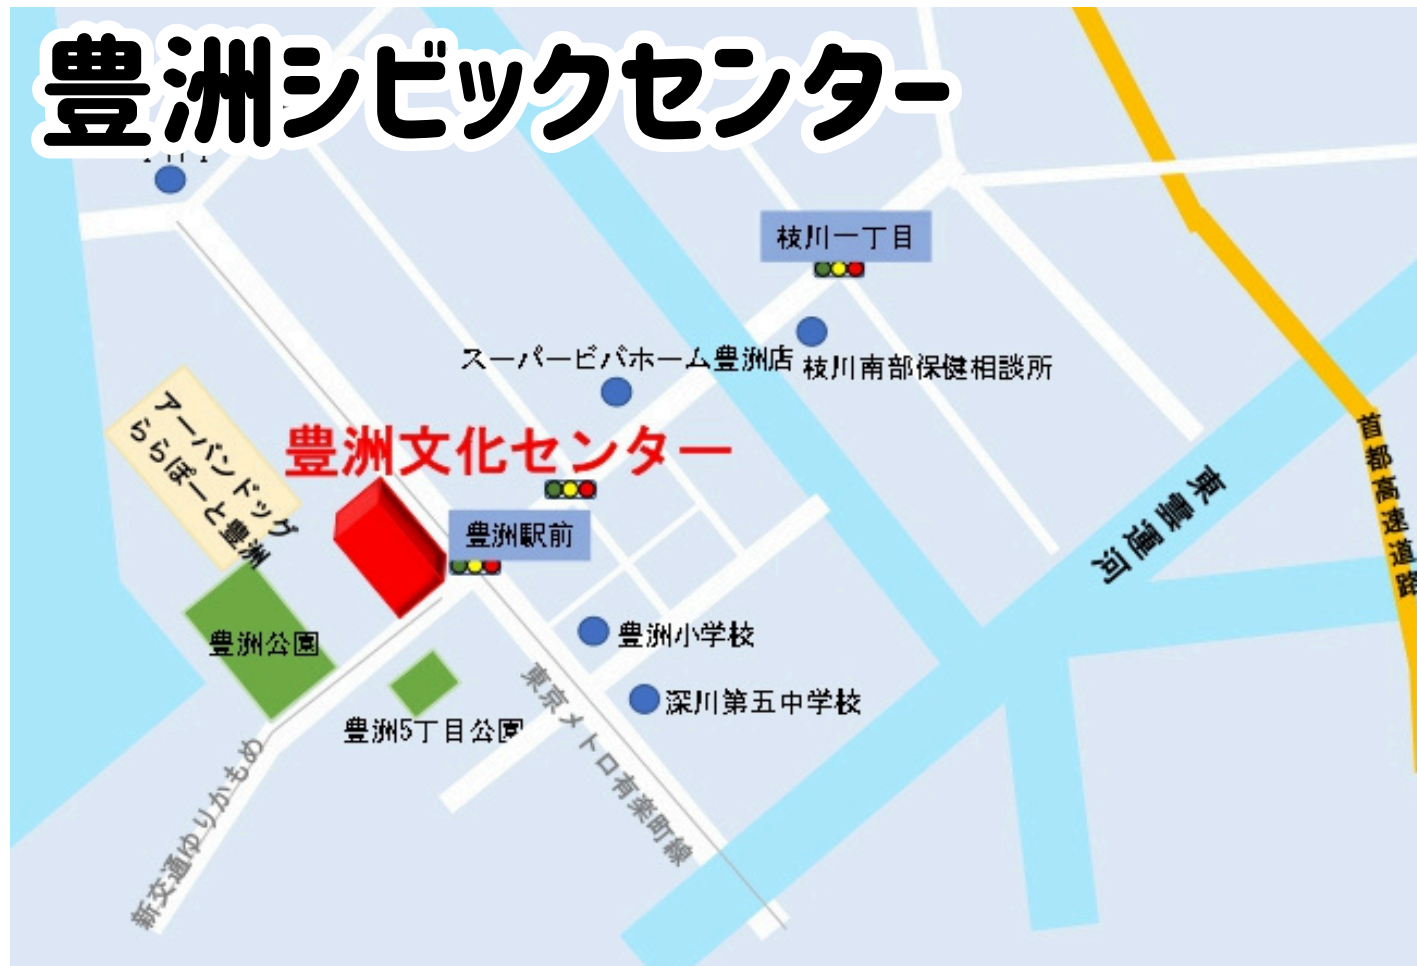 豊洲シビックセンター
枝川一丁目
スーパービバホーム豊洲店
枝川南部保健相談所
アーバンドッグ
ららぽーと豊洲
豊洲文化センター
豊洲駅前
首都高速道路
東雲運河
豊洲公園
豊洲小学校
深川第五中学校
豊洲5丁目公園
東京メトロ有楽町線
新交通ゆりかもめ